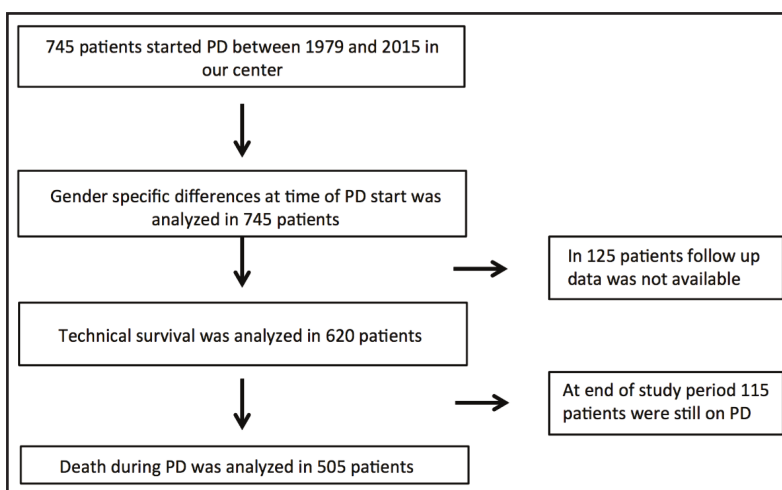 745 patients started PD between 1979 and 2015 in
our center
Gender specific differences at time of PD start was
analyzed in 745 patients
In 125 patients follow up
data was not available
Technical survival was analyzed in 620 patients
At end of study period 115
patients were still on PD
Death during PD was analyzed in 505 patients